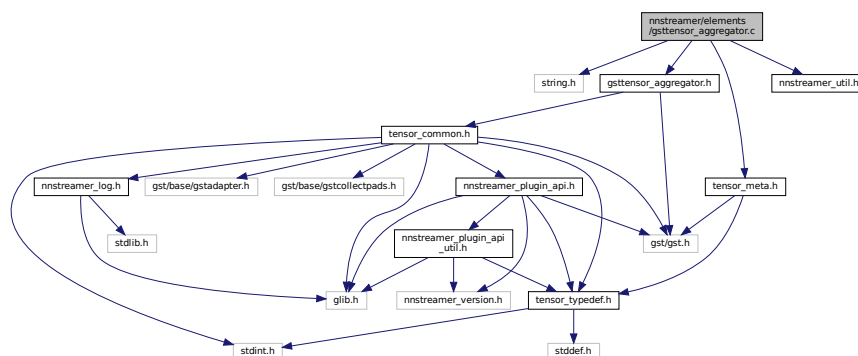 nnstreamer/elements
/gsttensor_aggregator.c
string.h
gsttensor_aggregator.h
nnstreamer_util.h
tensor_common.h
nnstreamer_log.h
gst/base/gstadapter.h
gst/base/gstcollectpads.h
nnstreamer_plugin_api.h
tensor_meta.h
stdlib.h
nnstreamer_plugin_api
_util.h
gst/gst.h
glib.h
nnstreamer_version.h
tensor_typedef.h
stdint.h
stddef.h